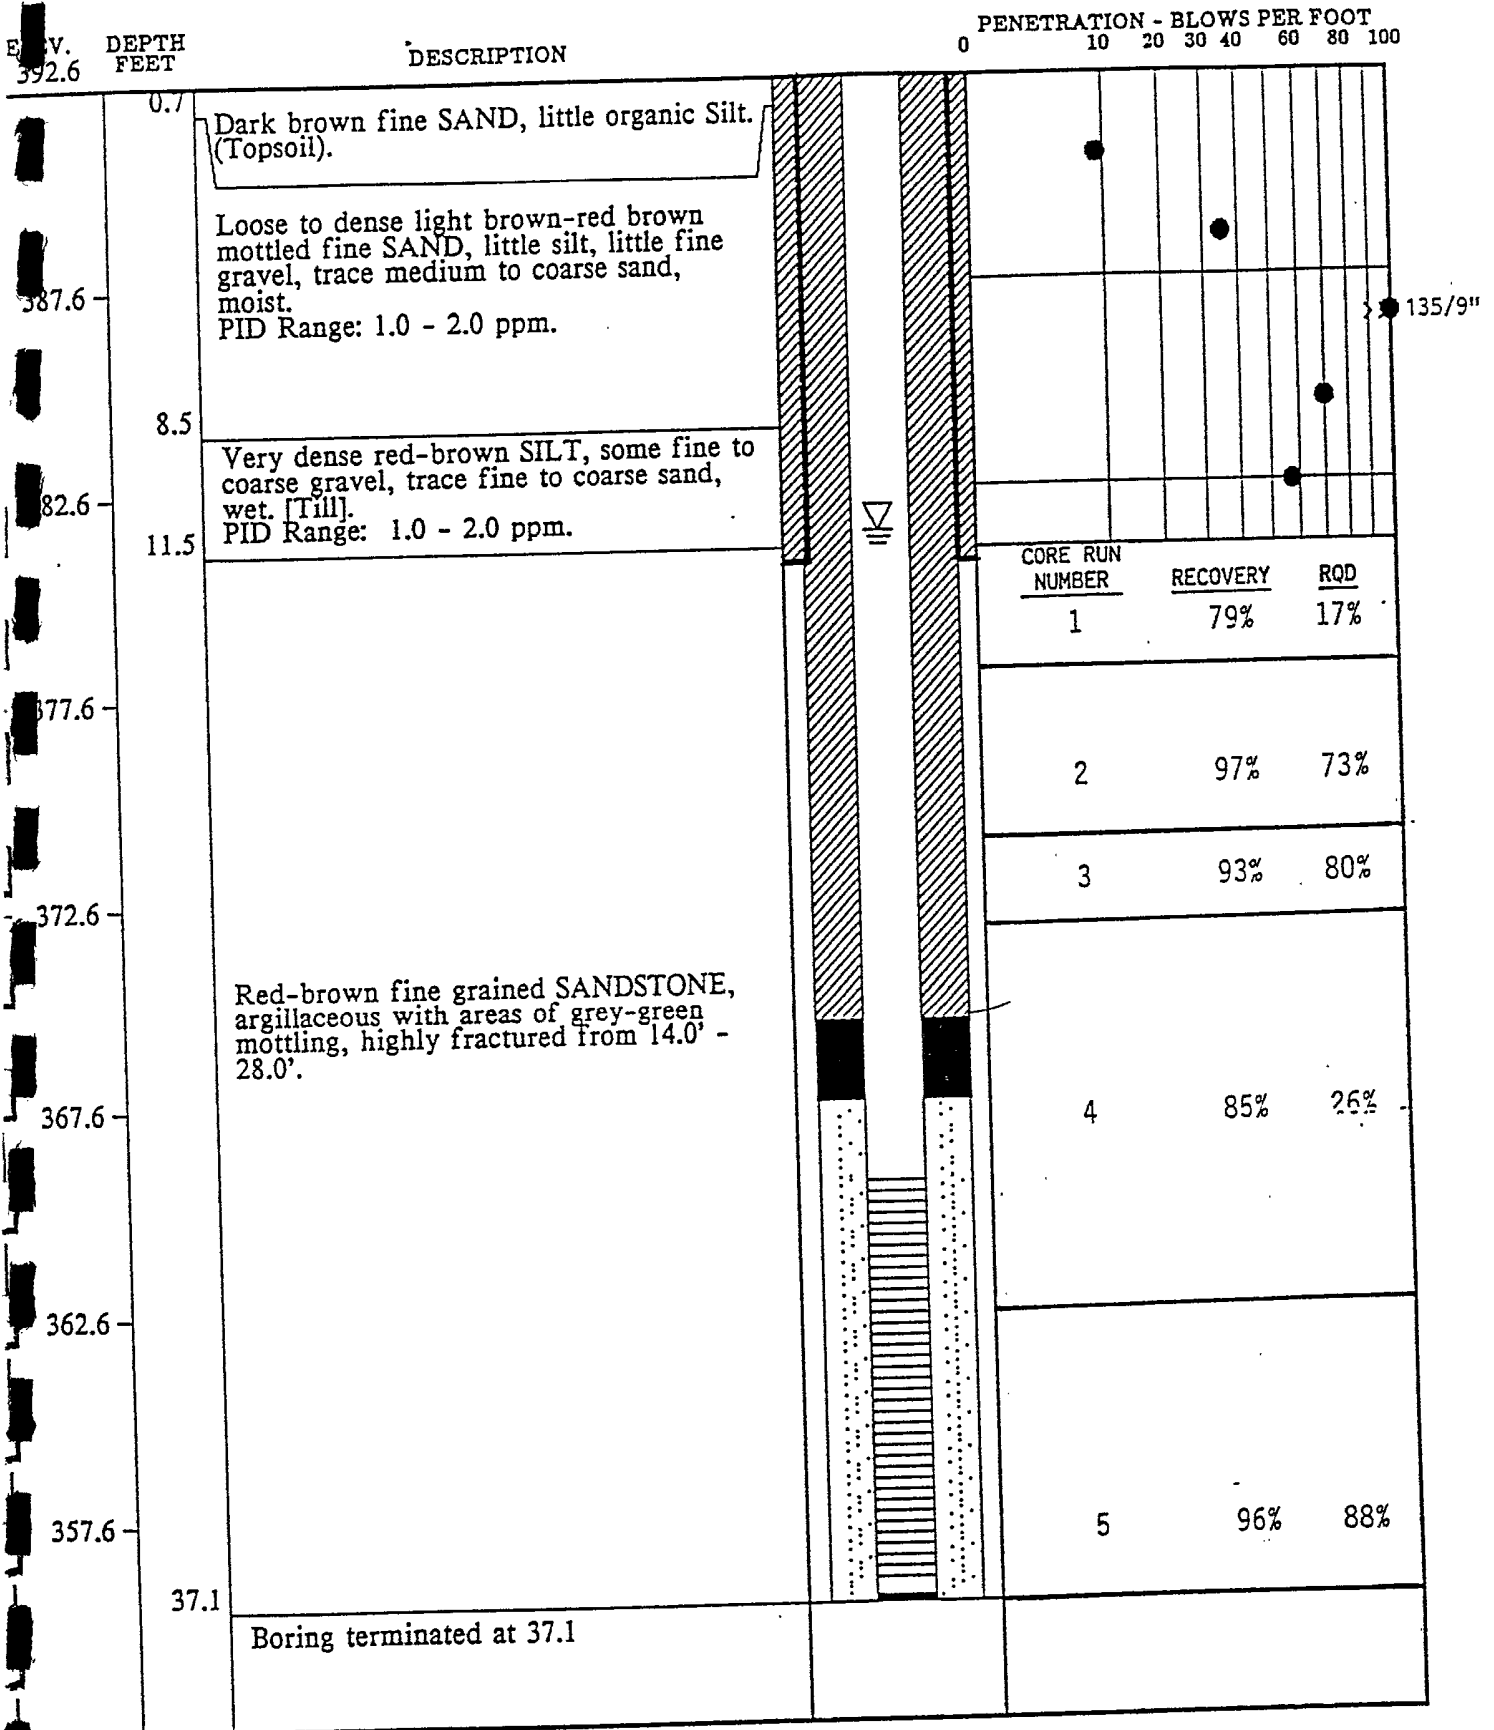 PENETRATION - BLOWS PER FOOT
DEPTH FEET
DESCRIPTION
0 10 20 30 40 60 80 100
392.6
0.7
Dark brown fine SAND, little organic Silt.
(Topsoil).
Loose to dense light brown-red brown
mottled fine SAND, little silt, little fine
gravel, trace medium to coarse sand,
moist.
PID Range: 1.0 - 2.0 ppm.
387.6
135/9"
8.5
Very dense red-brown SILT, some fine to
coarse gravel, trace fine to coarse sand,
wet. [Till].
PID Range: 1.0 - 2.0 ppm.
82.6
11.5
CORE RUN
NUMBER RECOVERY RQD
1 79% 17%
377.6
2 97% 73%
3 93% 80%
372.6
Red-brown fine grained SANDSTONE,
argillaceous with areas of grey-green
mottling, highly fractured from 14.0' -
28.0'.
367.6
4 85% 26%
362.6
357.6
5 96% 88%
37.1
Boring terminated at 37.1